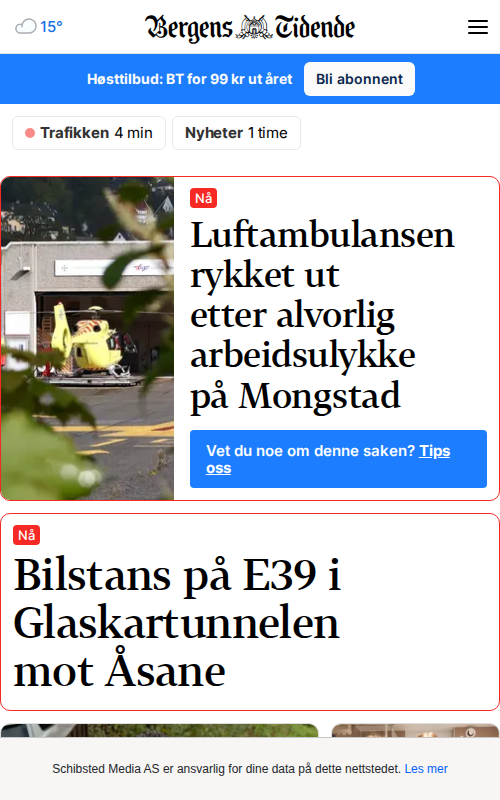 15°
Bergens Tidende
Høsttilbud: BT for 99 kr ut året
Bli abonnent
Trafikken 4 min
Nyheter 1 time
Nå
Luftambulansen
rykket ut
etter alvorlig
arbeidsulykke
på Mongstad
Vet du noe om denne saken? Tips
oss
Nå
Bilstans på E39 i
Glaskartunnelen
mot Åsane
Schibsted Media AS er ansvarlig for dine data på dette nettstedet. Les mer